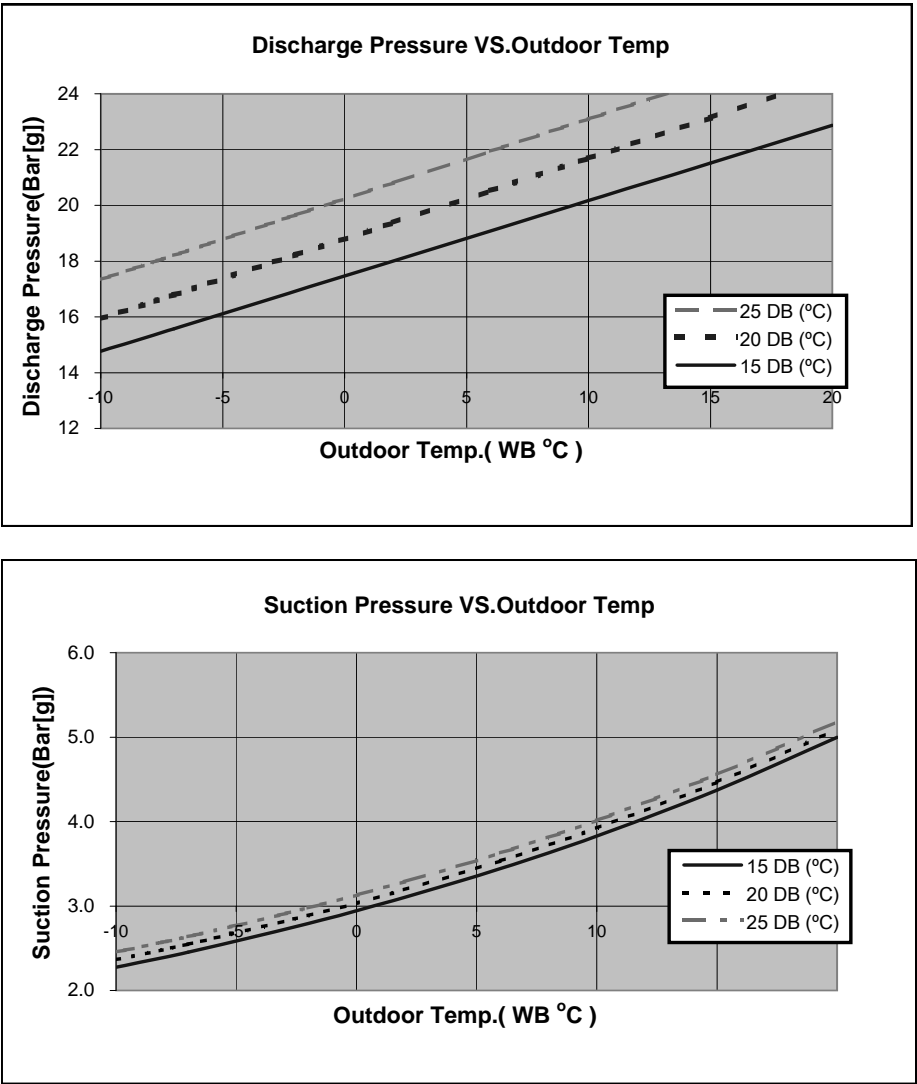 Discharge Pressure VS.Outdoor Temp
Discharge Pressure(Bar[g])
24
22
20
18
16
14
12
-10 -5 0 5 10 15 20
25 DB (ºC)
20 DB (ºC)
15 DB (ºC)
Outdoor Temp.( WB ºC )
Suction Pressure VS.Outdoor Temp
Suction Pressure(Bar[g])
6.0
5.0
4.0
3.0
2.0
-10 -5 0 5 10
15 DB (ºC)
20 DB (ºC)
25 DB (ºC)
Outdoor Temp.( WB ºC )